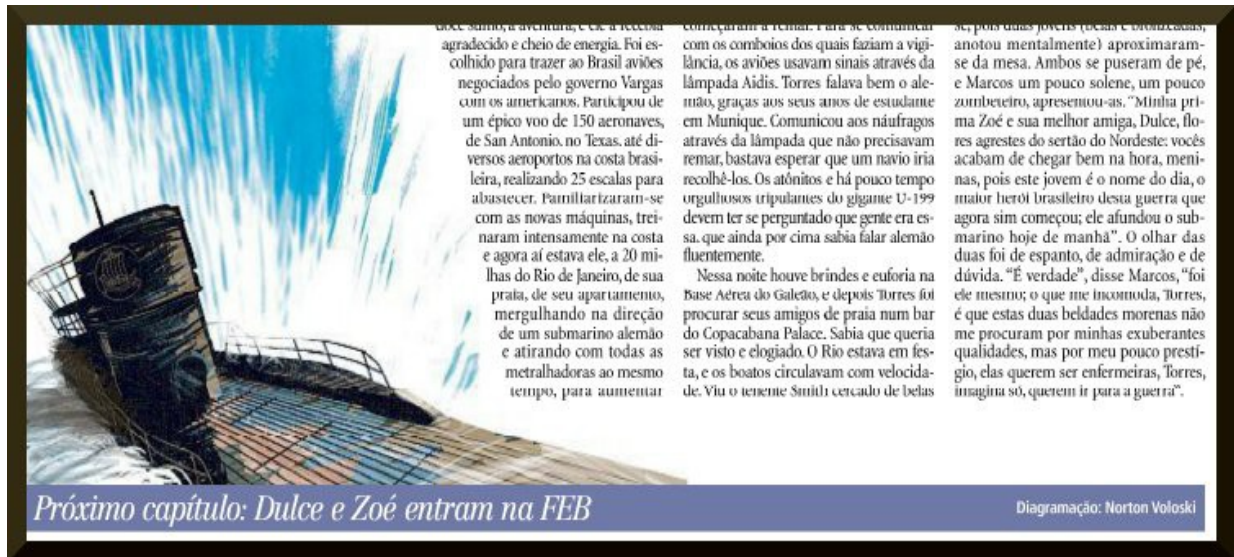 doce sumo, a aventura, e ele a recebia
agradecido e cheio de energia. Foi es-
colhido para trazer ao Brasil aviões
negociados pelo governo Vargas
com os americanos. Participou de
um épico voo de 150 aeronaves,
de San Antonio, no Texas, até di-
versos aeroportos na costa brasi-
leira, realizando 25 escalas para
abastecer. Familiarizaram-se
com as novas máquinas, trei-
naram intensamente na costa
e agora aí estava ele, a 20 mi-
lhas do Rio de Janeiro, de sua
praia, de seu apartamento,
mergulhando na direção
de um submarino alemão
e atirando com todas as
metralhadoras ao mesmo
tempo, para aumentar
começaram a remar. Para se comunicar
com os comboios dos quais faziam a vigi-
lância, os aviões usavam sinais através da
lâmpada Aidis. Torres falava bem o ale-
mão, graças aos seus anos de estudante
em Munique. Comunicou aos náufragos
através da lâmpada que não precisavam
remar, bastava esperar que um navio iria
recolhê-los. Os atônitos e há pouco tempo
orgulhosos tripulantes do gigante U-199
devem ter se perguntado que gente era es-
sa, que ainda por cima sabia falar alemão
fluentemente.
Nessa noite houve brindes e euforia na
Base Aérea do Galeão, e depois Torres foi
procurar seus amigos de praia num bar
do Copacabana Palace. Sabia que queria
ser visto e elogiado. O Rio estava em fes-
ta, e os boatos circulavam com velocida-
de. Viu o tenente Smith cercado de belas
se, pois duas jovens (belas e bronzeadas,
anotou mentalmente) aproximaram-
se da mesa. Ambos se puseram de pé,
e Marcos um pouco solene, um pouco
zombeteiro, apresentou-as. "Minha pri-
ma Zoé e sua melhor amiga, Dulce, flo-
res agrestes do sertão do Nordeste: vocês
acabam de chegar bem na hora, meni-
nas, pois este jovem é o nome do dia, o
maior herói brasileiro desta guerra que
agora sim começou; ele afundou o sub-
marino hoje de manhã". O olhar das
duas foi de espanto, de admiração e de
dúvida. "É verdade", disse Marcos, "foi
ele mesmo; o que me incomoda, Torres,
é que estas duas beldades morenas não
me procuram por minhas exuberantes
qualidades, mas por meu pouco prestí-
gio, elas querem ser enfermeiras, Torres,
imagina só, querem ir para a guerra".
Próximo capítulo: Dulce e Zoé entram na FEB
Diagramação: Norton Voloski